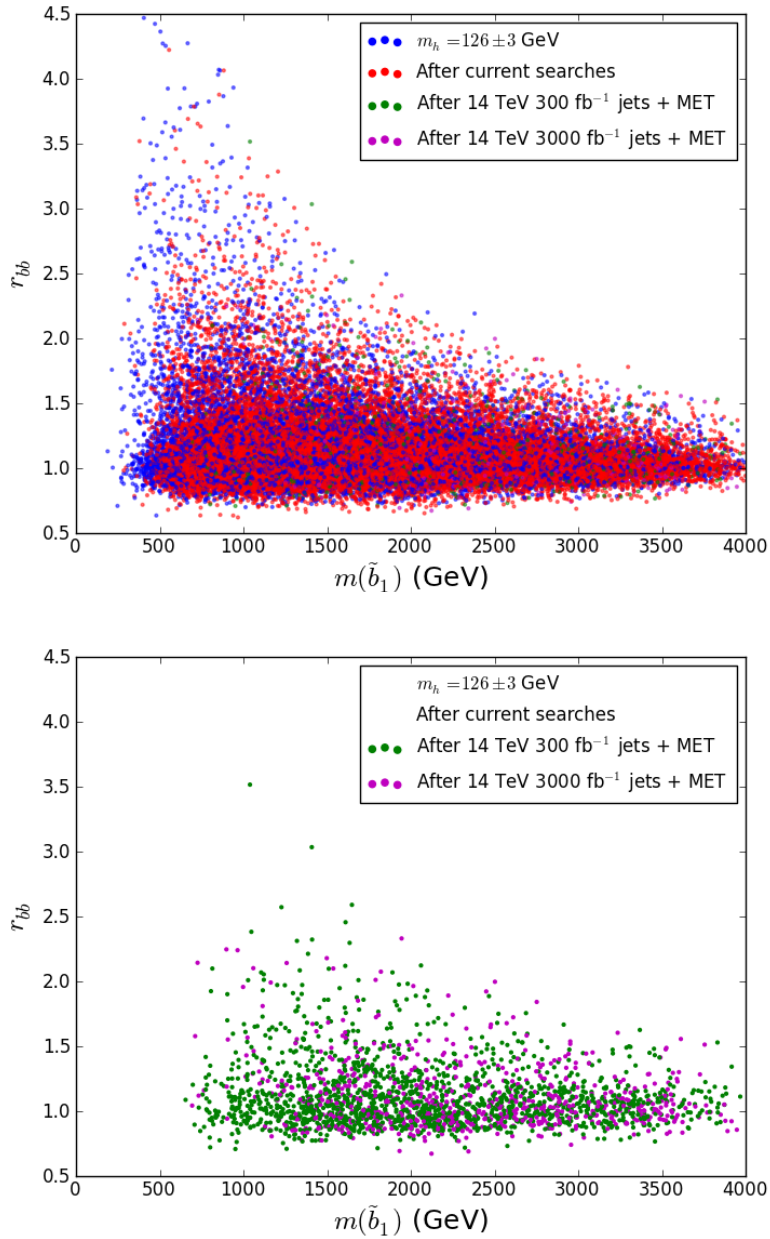 4.5
4.0
3.5
3.0
2.5
2.0
1.5
1.0
0.5
r_bb
m_h = 126 ± 3 GeV
After current searches
After 14 TeV 300 fb⁻¹ jets + MET
After 14 TeV 3000 fb⁻¹ jets + MET
0 500 1000 1500 2000 2500 3000 3500 4000
m(b̃₁) (GeV)
4.5
4.0
3.5
3.0
2.5
2.0
1.5
1.0
0.5
r_bb
m_h = 126 ± 3 GeV
After current searches
After 14 TeV 300 fb⁻¹ jets + MET
After 14 TeV 3000 fb⁻¹ jets + MET
0 500 1000 1500 2000 2500 3000 3500 4000
m(b̃₁) (GeV)